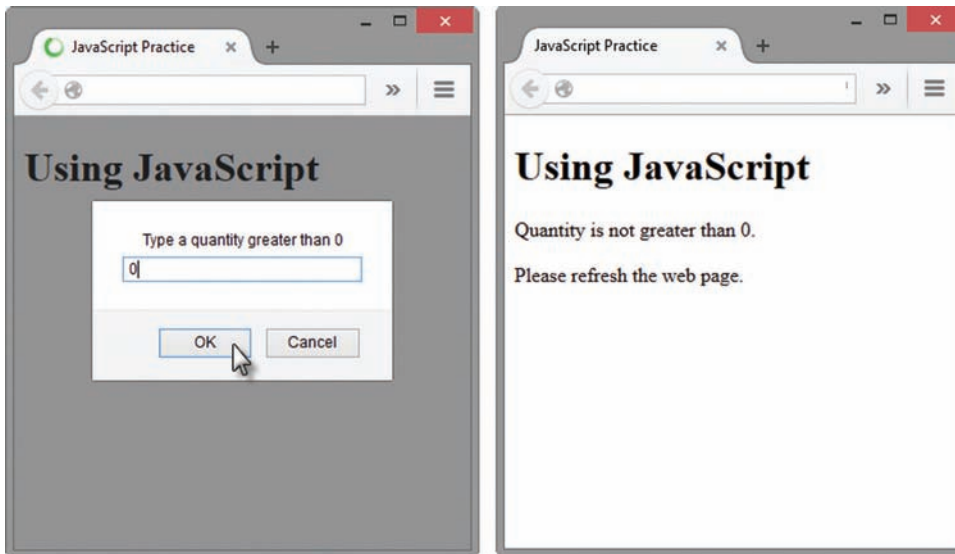 JavaScript Practice
Using JavaScript
Type a quantity greater than 0
0
OK
Cancel
JavaScript Practice
Using JavaScript
Quantity is not greater than 0.
Please refresh the web page.